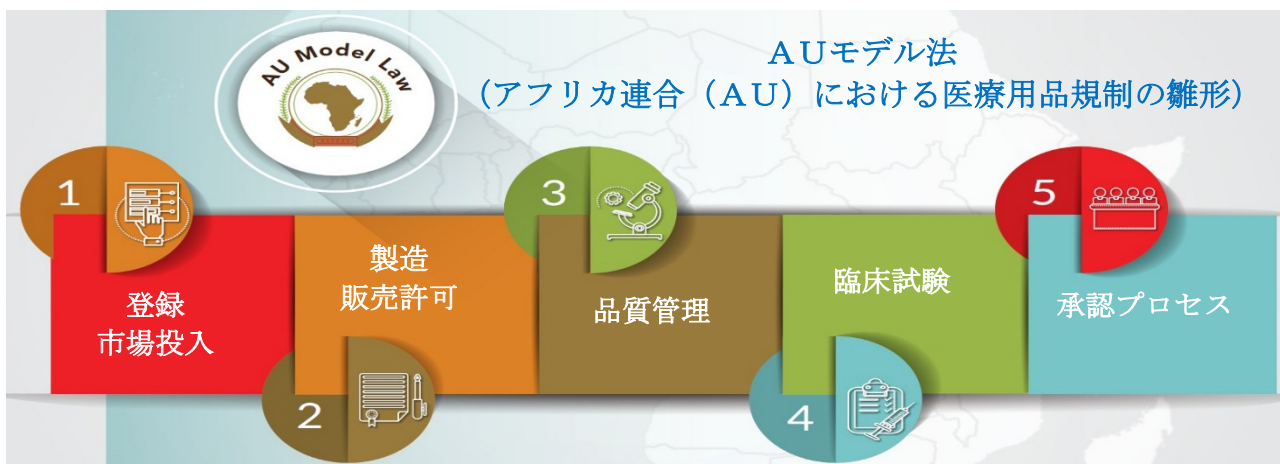 AU Model Law
ＡＵモデル法
（アフリカ連合（ＡＵ）における医療用品規制の雛形）
1
登録
市場投入
2
製造
販売許可
3
品質管理
4
臨床試験
5
承認プロセス